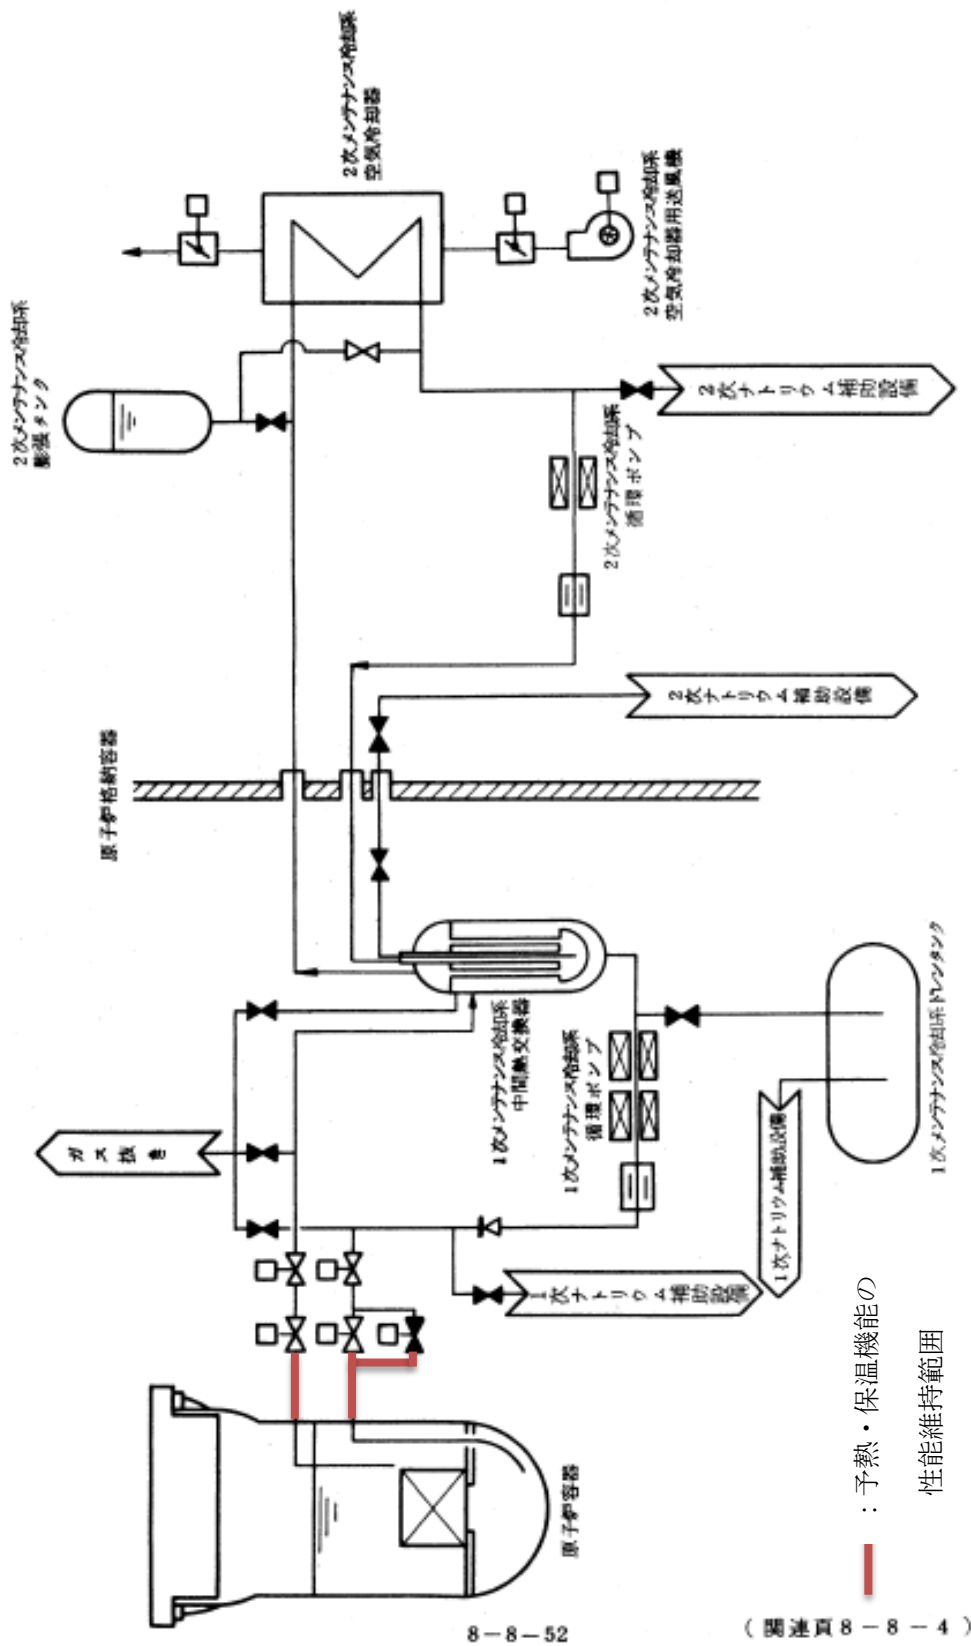 2次メンテナンス冷却系
膨張タンク
2次メンテナンス冷却系
空気冷却器
2次メンテナンス冷却系
空気冷却器用送風機
2次ナトリウム補助設備
2次メンテナンス冷却系
循環ポンプ
2次ナトリウム補助設備
原子炉格納容器
1次メンテナンス冷却系
中間熱交換器
1次メンテナンス冷却系
循環ポンプ
1次メンテナンス冷却系ドレンタンク
ガス抜き
1次ナトリウム補助設備
1次ナトリウム補助設備
原子炉容器
:予熱・保温機能の
性能維持範囲
8-8-52
(関連頁8-8-4)